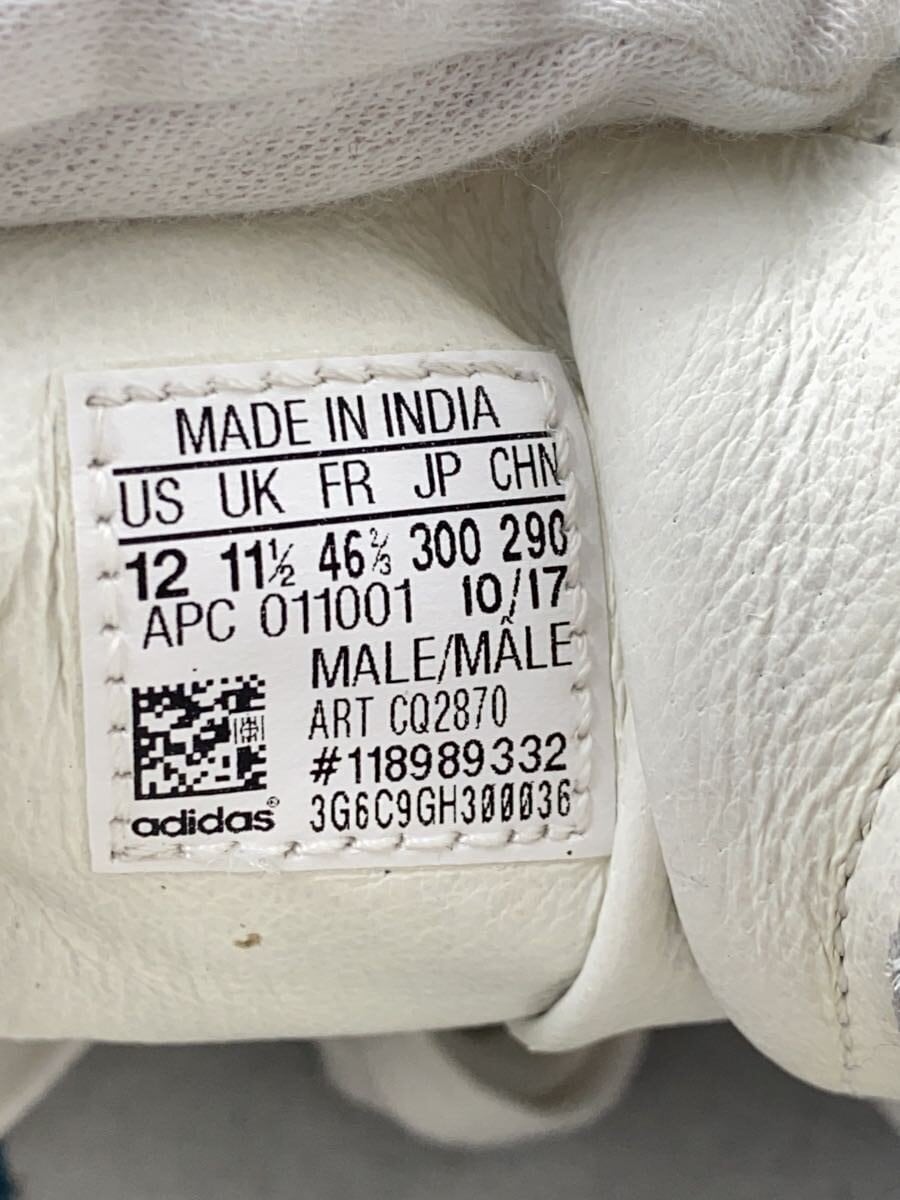 MADE IN INDIA
US UK FR JP CHN
12 11½ 46⅔ 300 290
APC 011001 10/17
MALE/MÂLE
ART CQ2870
#118989332
adidas® 3G6C9GH300036